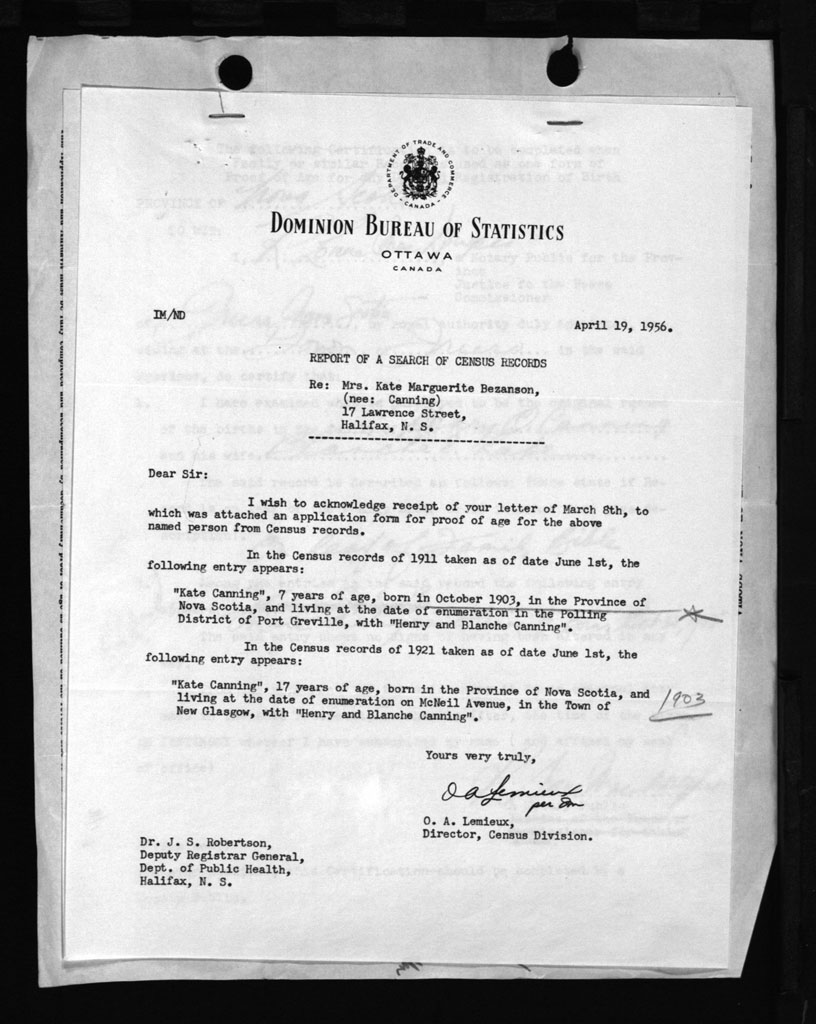 DEPARTMENT OF TRADE AND COMMERCE
CANADA
DOMINION BUREAU OF STATISTICS
OTTAWA
CANADA
IM/ND
April 19, 1956.
REPORT OF A SEARCH OF CENSUS RECORDS
Re: Mrs. Kate Marguerite Bezanson,
(nee: Canning)
17 Lawrence Street,
Halifax, N. S.
Dear Sir:
I wish to acknowledge receipt of your letter of March 8th, to
which was attached an application form for proof of age for the above
named person from Census records.
In the Census records of 1911 taken as of date June 1st, the
following entry appears:
"Kate Canning", 7 years of age, born in October 1903, in the Province of
Nova Scotia, and living at the date of enumeration in the Polling
District of Port Greville, with "Henry and Blanche Canning".
In the Census records of 1921 taken as of date June 1st, the
following entry appears:
"Kate Canning", 17 years of age, born in the Province of Nova Scotia, and
living at the date of enumeration on McNeil Avenue, in the Town of
New Glasgow, with "Henry and Blanche Canning".
1903
Yours very truly,
O A Lemieux
per
O. A. Lemieux,
Director, Census Division.
Dr. J. S. Robertson,
Deputy Registrar General,
Dept. of Public Health,
Halifax, N. S.